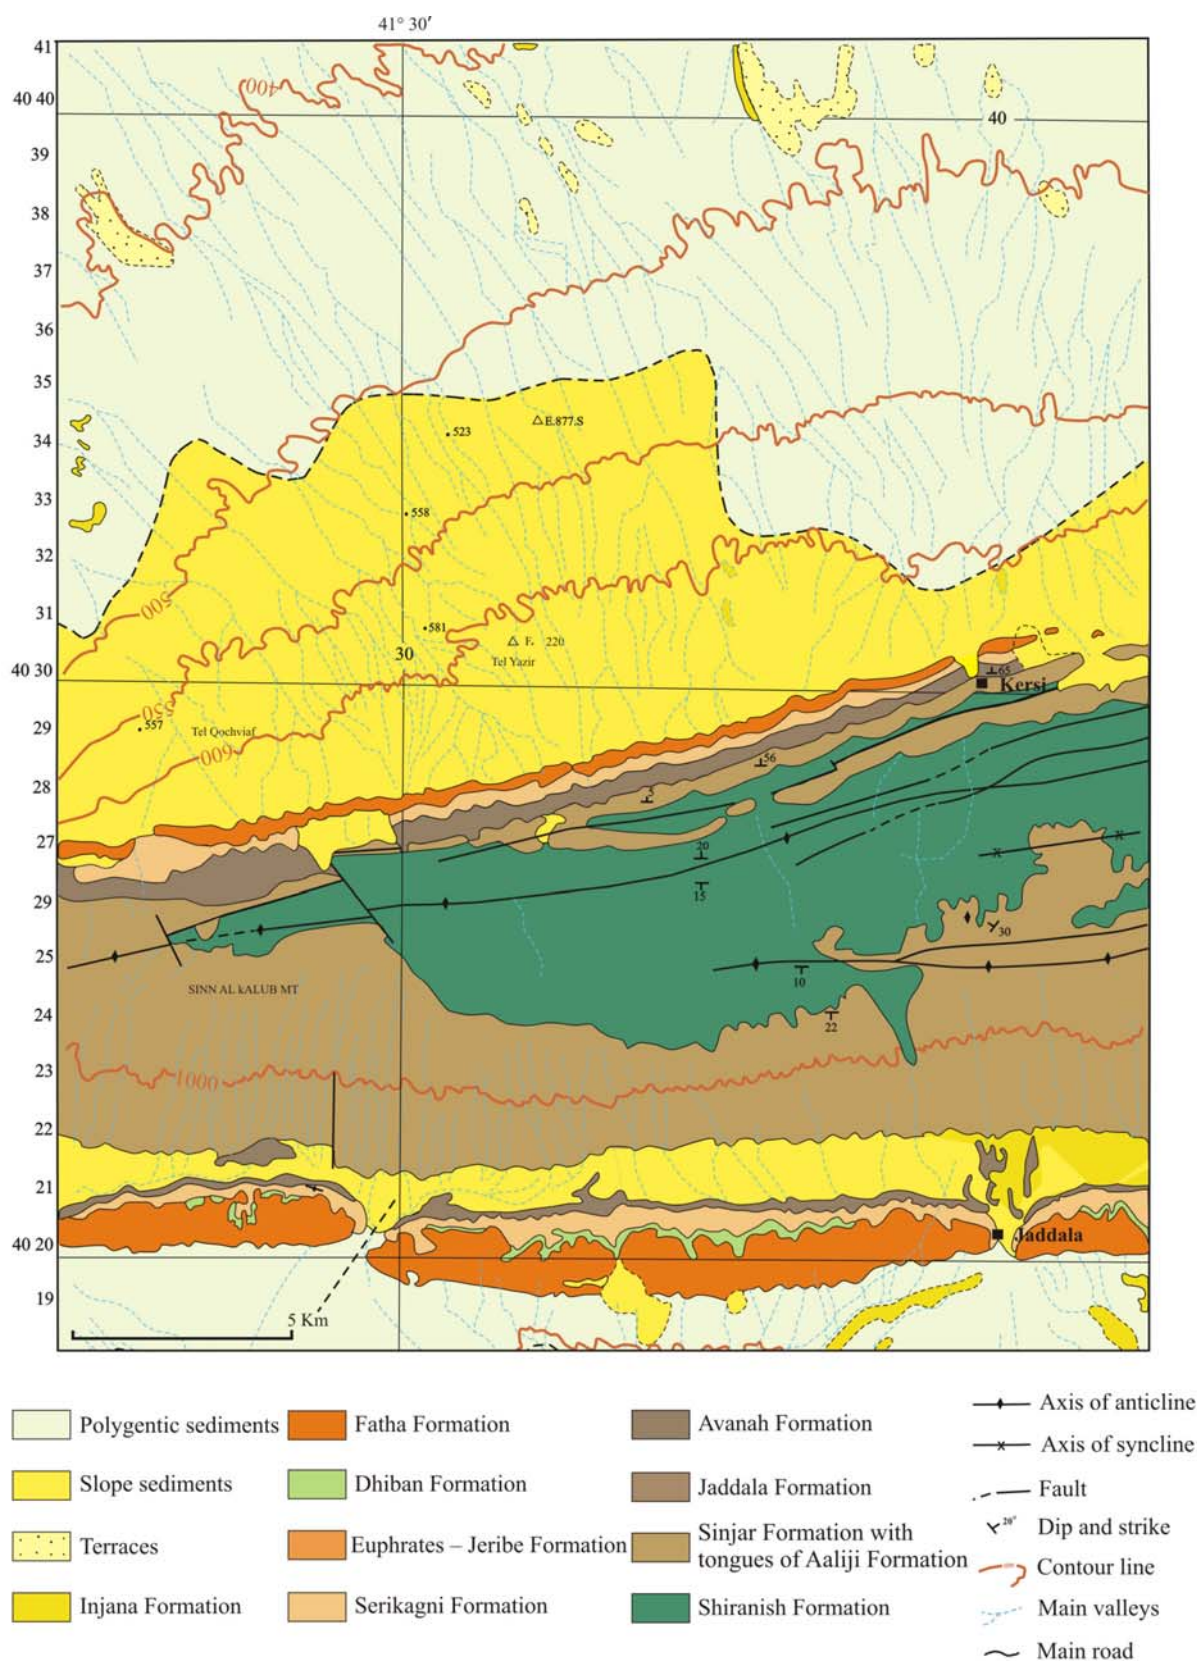 41° 30'
41
40 40
40
39
38
37
36
35
34
33
32
31
40 30
29
28
27
29
25
24
23
22
21
40 20
19
400
E.877.S
523
558
500
581
30
F. 220
Tel Yazir
65
Kersi
550
557
Tel Qochviaf
600
56
5
20
15
30
10
SINN AL kALUB MT
22
1000
Jaddala
5 Km
Polygentic sediments
Slope sediments
Terraces
Injana Formation
Fatha Formation
Dhiban Formation
Euphrates – Jeribe Formation
Serikagni Formation
Avanah Formation
Jaddala Formation
Sinjar Formation with
tongues of Aaliji Formation
Shiranish Formation
Axis of anticline
Axis of syncline
Fault
20° Dip and strike
Contour line
Main valleys
Main road